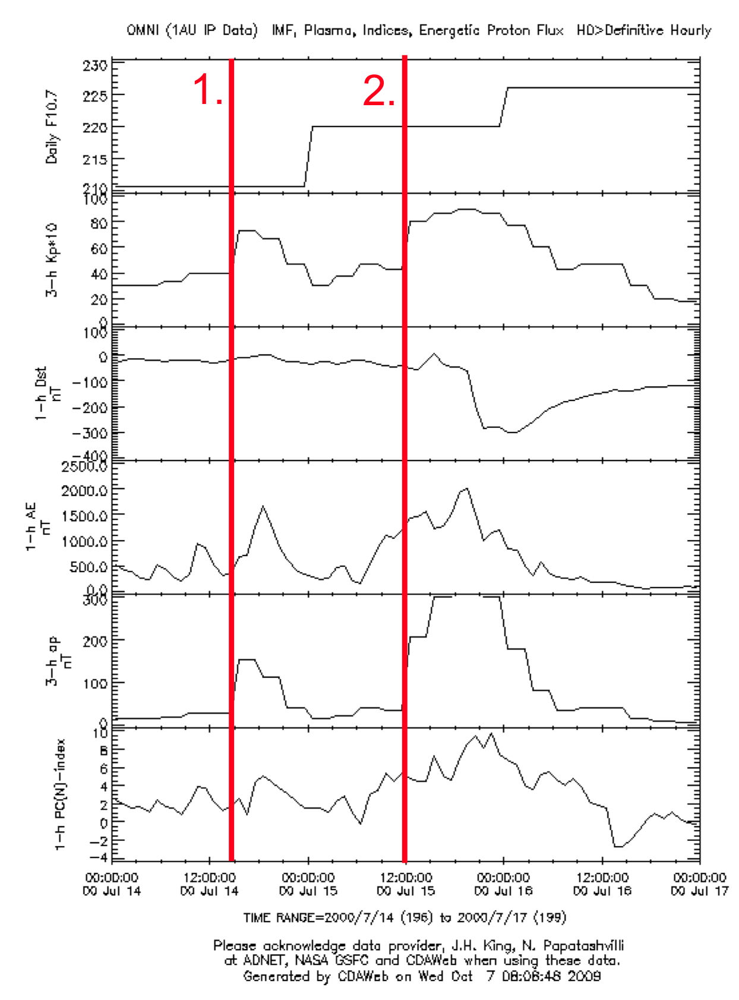 OMNI (1AU IP Data) IMF, Plasma, Indices, Energetic Proton Flux H0>Definitive Hourly
1. 2.
230
225
220
215
210
Daily F10.7
100
80
60
40
20
0
3-h Kp*10
100
0
-100
-200
-300
-400
1-h Dst
nT
2500.0
2000.0
1500.0
1000.0
500.0
0.0
1-h AE
nT
300
200
100
0
3-h ap
nT
10
8
6
4
2
0
-2
-4
1-h PC(N)-index
00:00:00 12:00:00 00:00:00 12:00:00 00:00:00 12:00:00 00:00:00
00 Jul 14 00 Jul 14 00 Jul 15 00 Jul 15 00 Jul 16 00 Jul 16 00 Jul 17
TIME RANGE=2000/7/14 (196) to 2000/7/17 (199)
Please acknowledge data provider, J.H. King, N. Papatashvilli
at ADNET, NASA GSFC and CDAWeb when using these data.
Generated by CDAWeb on Wed Oct 7 08:06:48 2009